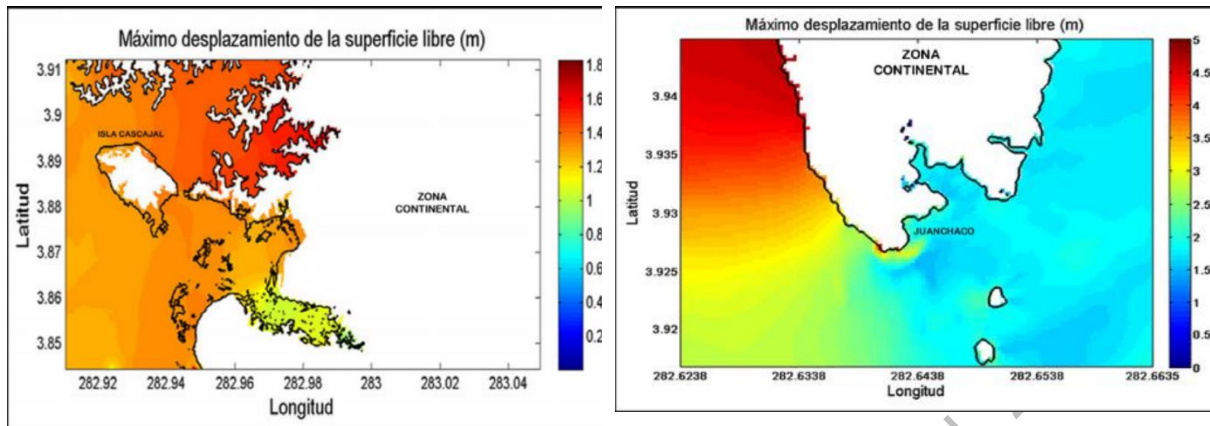 Máximo desplazamiento de la superficie libre (m)
3.91
3.9
3.89
3.88
3.87
3.86
3.85
Latitud
ISLA CASCAJAL
ZONA
CONTINENTAL
282.92 282.94 282.96 282.98 283 283.02 283.04
Longitud
1.8
1.6
1.4
1.2
1
0.8
0.6
0.4
0.2
Máximo desplazamiento de la superficie libre (m)
ZONA
CONTINENTAL
3.94
3.935
3.93
3.925
3.92
Latitud
JUANCHACO
282.6238 282.6338 282.6438 282.6538 282.6635
Longitud
5
4.5
4
3.5
3
2.5
2
1.5
1
0.5
0